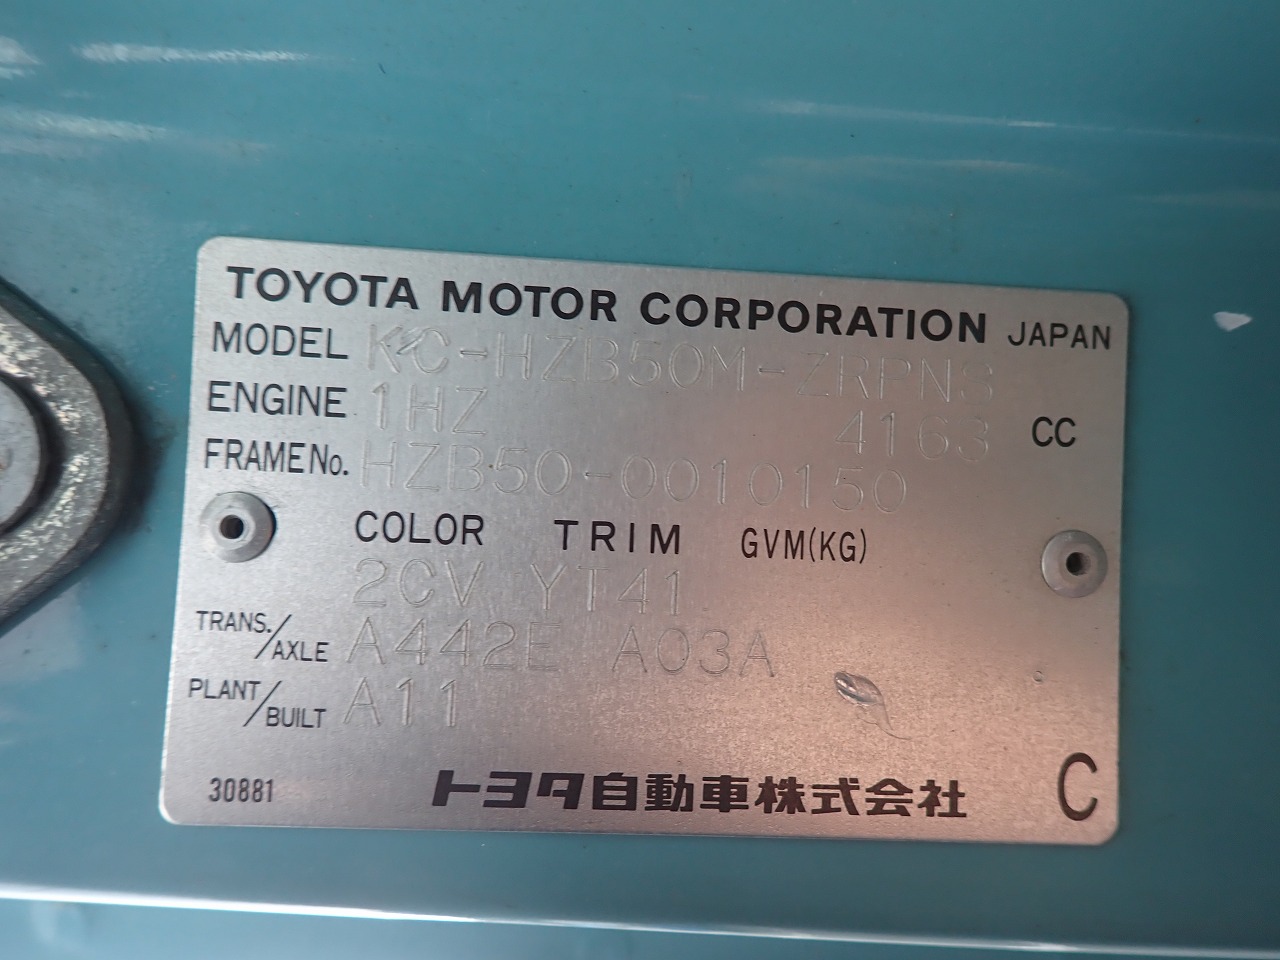 TOYOTA MOTOR CORPORATION JAPAN
MODEL KC-HZB50M-ZRPNS
ENGINE 1HZ 4163 CC
FRAME No. HZB50-0010150
COLOR TRIM GVM(KG)
2CV YT41
TRANS./AXLE A442E A03A
PLANT/BUILT A11
30881 トヨタ自動車株式会社 C